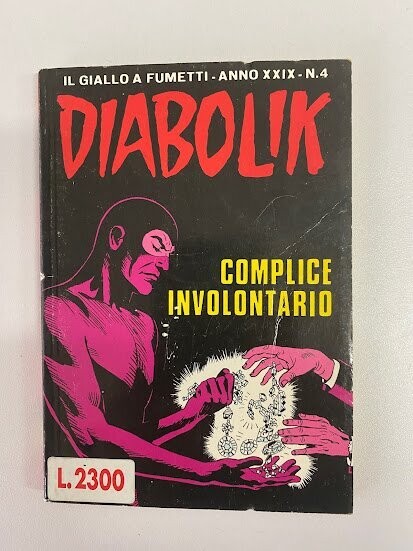 IL GIALLO A FUMETTI - ANNO XXIX - N.4
DIABOLIK
COMPLICE
INVOLONTARIO
L.2300